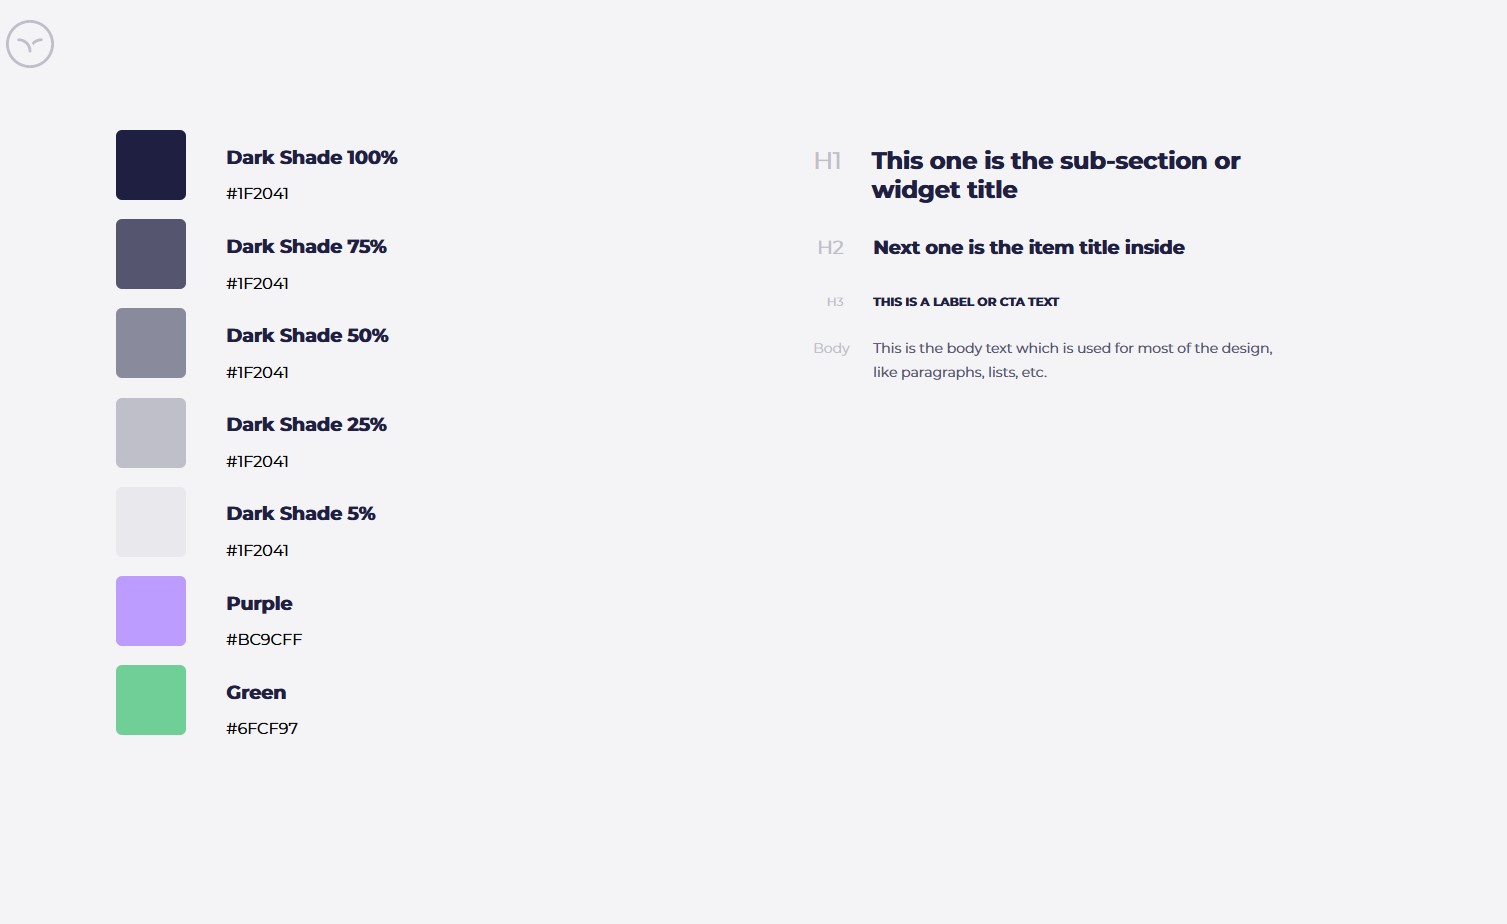 Dark Shade 100%
#1F2041
Dark Shade 75%
#1F2041
Dark Shade 50%
#1F2041
Dark Shade 25%
#1F2041
Dark Shade 5%
#1F2041
Purple
#BC9CFF
Green
#6FCF97
H1 This one is the sub-section or
widget title
H2 Next one is the item title inside
H3 THIS IS A LABEL OR CTA TEXT
Body This is the body text which is used for most of the design,
like paragraphs, lists, etc.